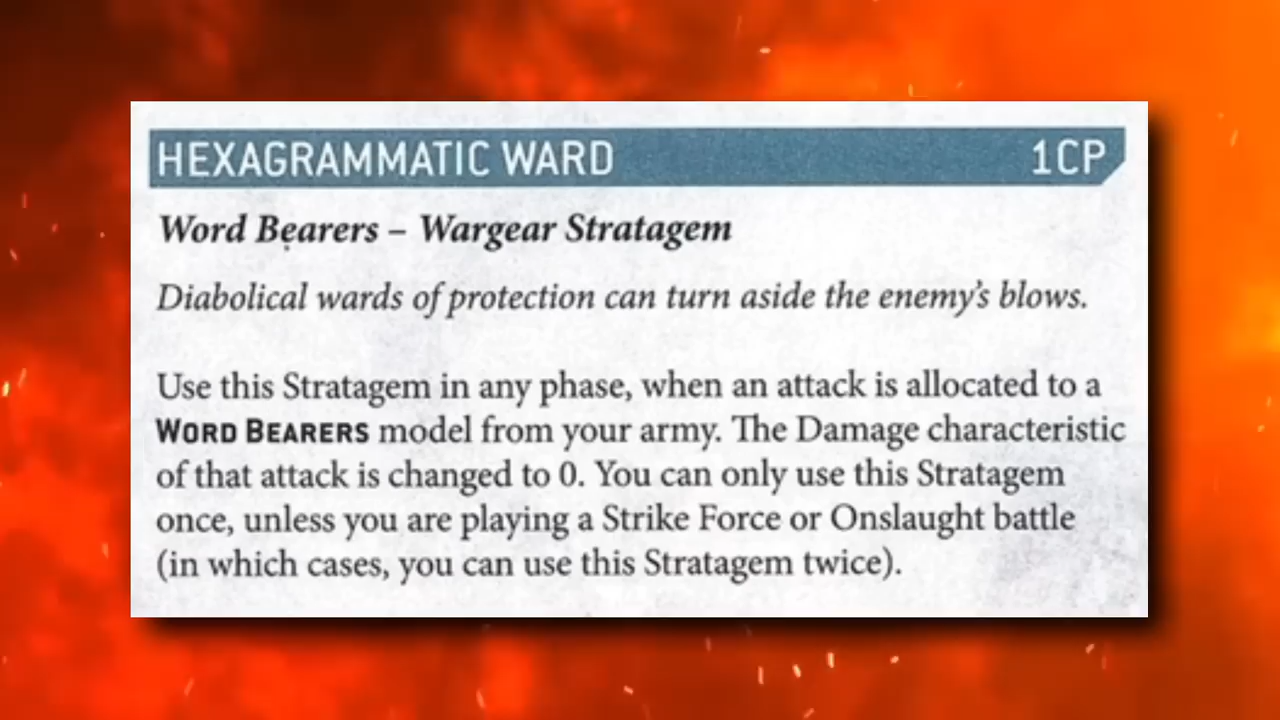 HEXAGRAMMATIC WARD 1CP
Word Bearers – Wargear Stratagem
Diabolical wards of protection can turn aside the enemy's blows.
Use this Stratagem in any phase, when an attack is allocated to a
WORD BEARERS model from your army. The Damage characteristic
of that attack is changed to 0. You can only use this Stratagem
once, unless you are playing a Strike Force or Onslaught battle
(in which cases, you can use this Stratagem twice).